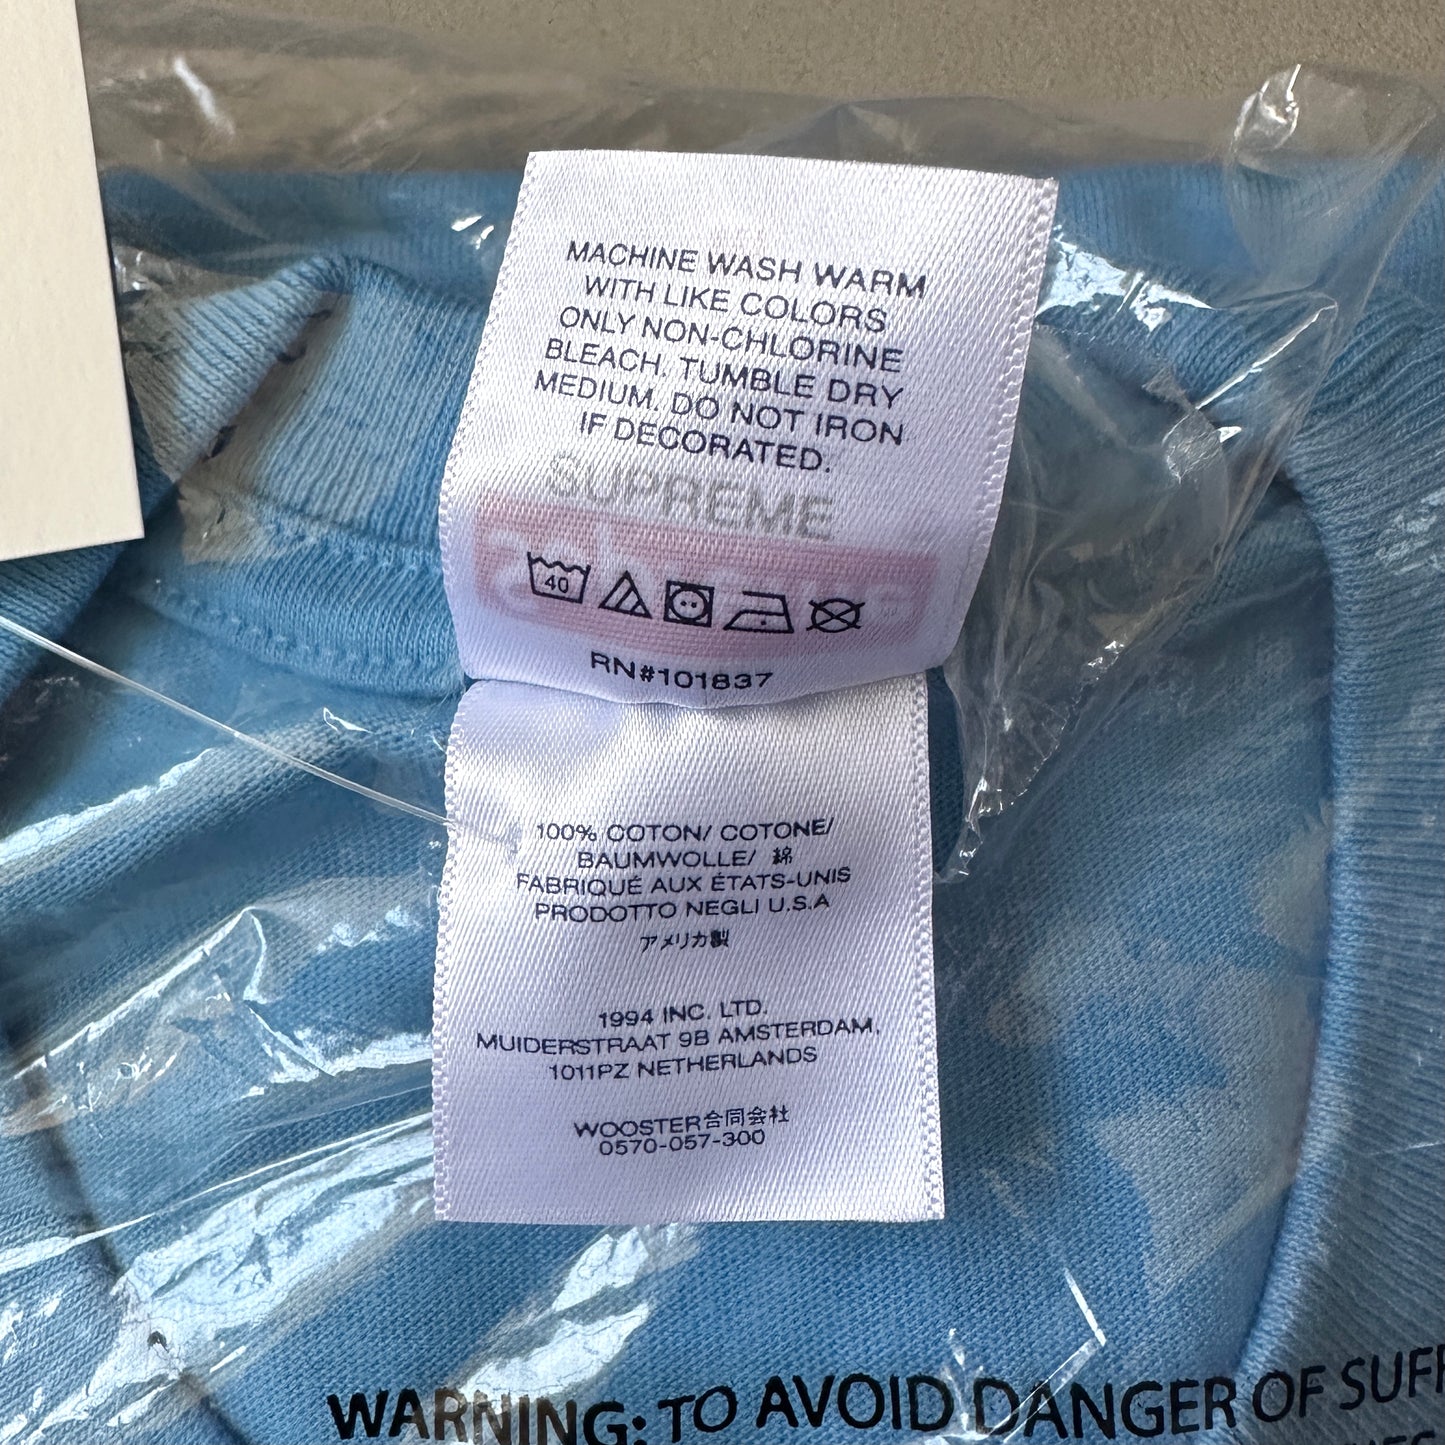 MACHINE WASH WARM
WITH LIKE COLORS
ONLY NON-CHLORINE
BLEACH. TUMBLE DRY
MEDIUM. DO NOT IRON
IF DECORATED.
SUPREME
40
RN#101837
100% COTON/ COTONE/
BAUMWOLLE/ 綿
FABRIQUÉ AUX ÉTATS-UNIS
PRODOTTO NEGLI U.S.A
アメリカ製
1994 INC. LTD.
MUIDERSTRAAT 9B AMSTERDAM,
1011PZ NETHERLANDS
WOOSTER合同会社
0570-057-300
WARNING: TO AVOID DANGER OF SUFF